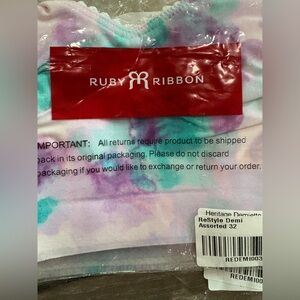 RUBY RIBBON
IMPORTANT: All returns require product to be shipped
back in its original packaging. Please do not discard
packaging if you would like to exchange or return your order.
Heritage
ReStyle Demi
Assorted 32
REDEMI003